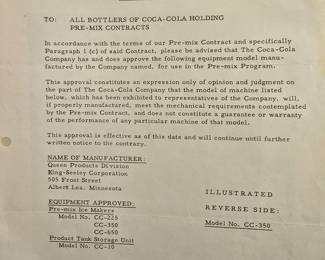 TO: ALL BOTTLERS OF COCA-COLA HOLDING
PRE-MIX CONTRACTS
In accordance with the terms of our Pre-mix Contract and specifically
Paragraph 1 (c) of said Contract, please be advised that The Coca-Cola
Company has and does approve the following equipment model manu-
factured by the Company named, for use in the Pre-mix Program.
This approval constitutes an expression only of opinion and judgment on
the part of The Coca-Cola Company that the model of machine listed
below, which has been exhibited to representatives of the Company, will,
if properly manufactured, meet the mechanical requirements contemplated
by the Pre-mix Contract, and does not constitute a guarantee or warranty
of the performance of any particular machine of that model.
This approval is effective as of this date and will continue until further
written notice to the contrary.
NAME OF MANUFACTURER:
Queen Products Division
King-Seeley Corporation
505 Front Street
Albert Lea, Minnesota
ILLUSTRATED
EQUIPMENT APPROVED:
REVERSE SIDE:
Pre-mix Ice Makers
Model No. CC-225
CC-350
Model No. CC-350
CC-650
Product Tank Storage Unit
Model No. CC-10